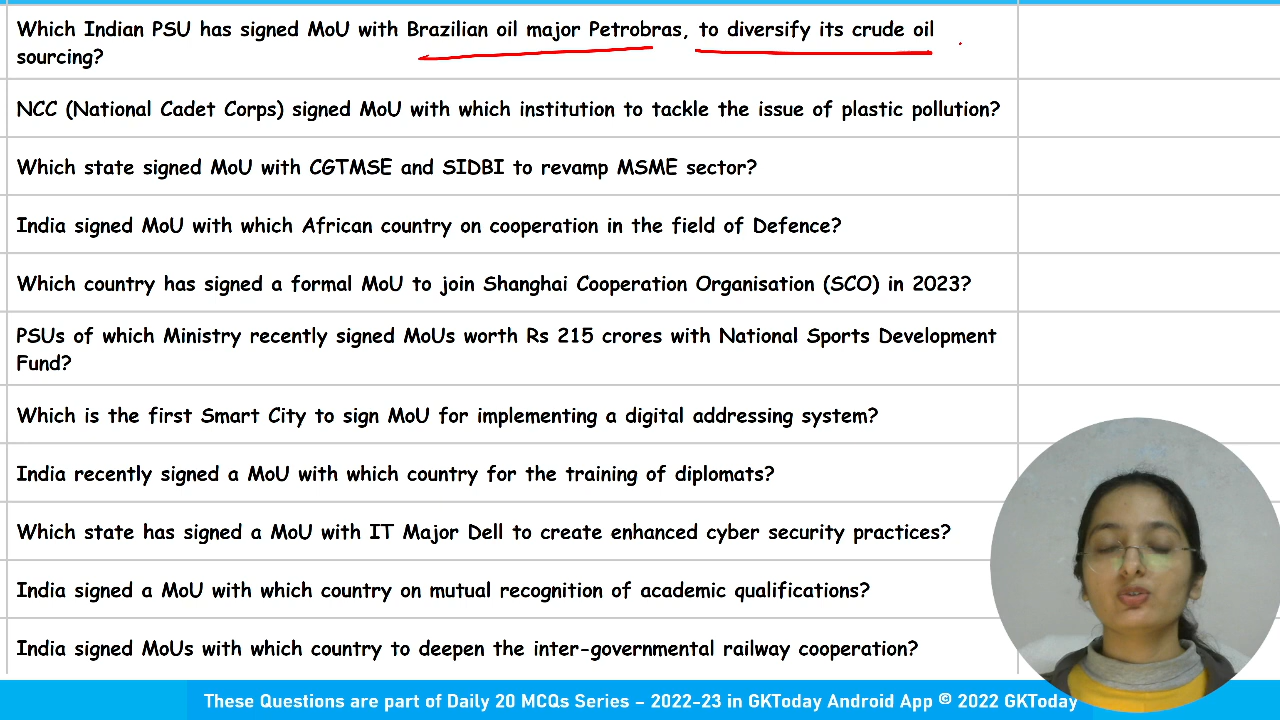 Which Indian PSU has signed MoU with Brazilian oil major Petrobras, to diversify its crude oil
sourcing?
NCC (National Cadet Corps) signed MoU with which institution to tackle the issue of plastic pollution?
Which state signed MoU with CGTMSE and SIDBI to revamp MSME sector?
India signed MoU with which African country on cooperation in the field of Defence?
Which country has signed a formal MoU to join Shanghai Cooperation Organisation (SCO) in 2023?
PSUs of which Ministry recently signed MoUs worth Rs 215 crores with National Sports Development
Fund?
Which is the first Smart City to sign MoU for implementing a digital addressing system?
India recently signed a MoU with which country for the training of diplomats?
Which state has signed a MoU with IT Major Dell to create enhanced cyber security practices?
India signed a MoU with which country on mutual recognition of academic qualifications?
India signed MoUs with which country to deepen the inter-governmental railway cooperation?
These Questions are part of Daily 20 MCQs Series – 2022-23 in GKToday Android App © 2022 GKToday